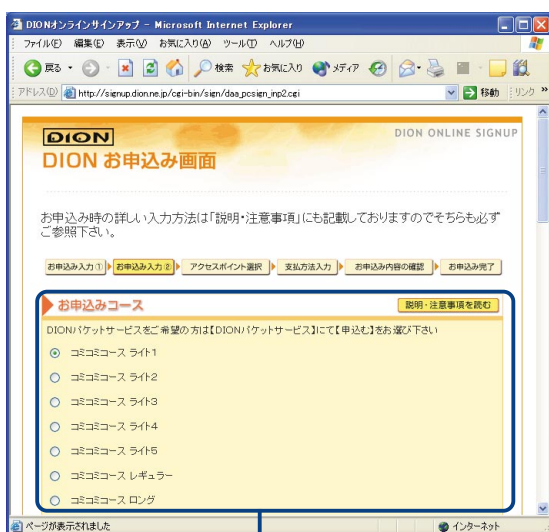 DIONオンラインサインアップ - Microsoft Internet Explorer
ファイル(F) 編集(E) 表示(V) お気に入り(A) ツール(T) ヘルプ(H)
戻る 検索 お気に入り メディア
アドレス(D) http://signup.dion.ne.jp/cgi-bin/sign/daa_pcsign_inp2.cgi 移動 リンク »
DION DION ONLINE SIGNUP
DION お申込み画面
お申込み時の詳しい入力方法は「説明・注意事項」にも記載しておりますのでそちらも必ず
ご参照下さい。
お申込み入力① お申込み入力② アクセスポイント選択 支払方法入力 お申込み内容の確認 お申込み完了
お申込みコース 説明・注意事項を読む
DIONパケットサービスをご希望の方は【DIONパケットサービス】にて【申込む】をお選び下さい
コミコミコース ライト1
コミコミコース ライト2
コミコミコース ライト3
コミコミコース ライト4
コミコミコース ライト5
コミコミコース レギュラー
コミコミコース ロング
ページが表示されました インターネット